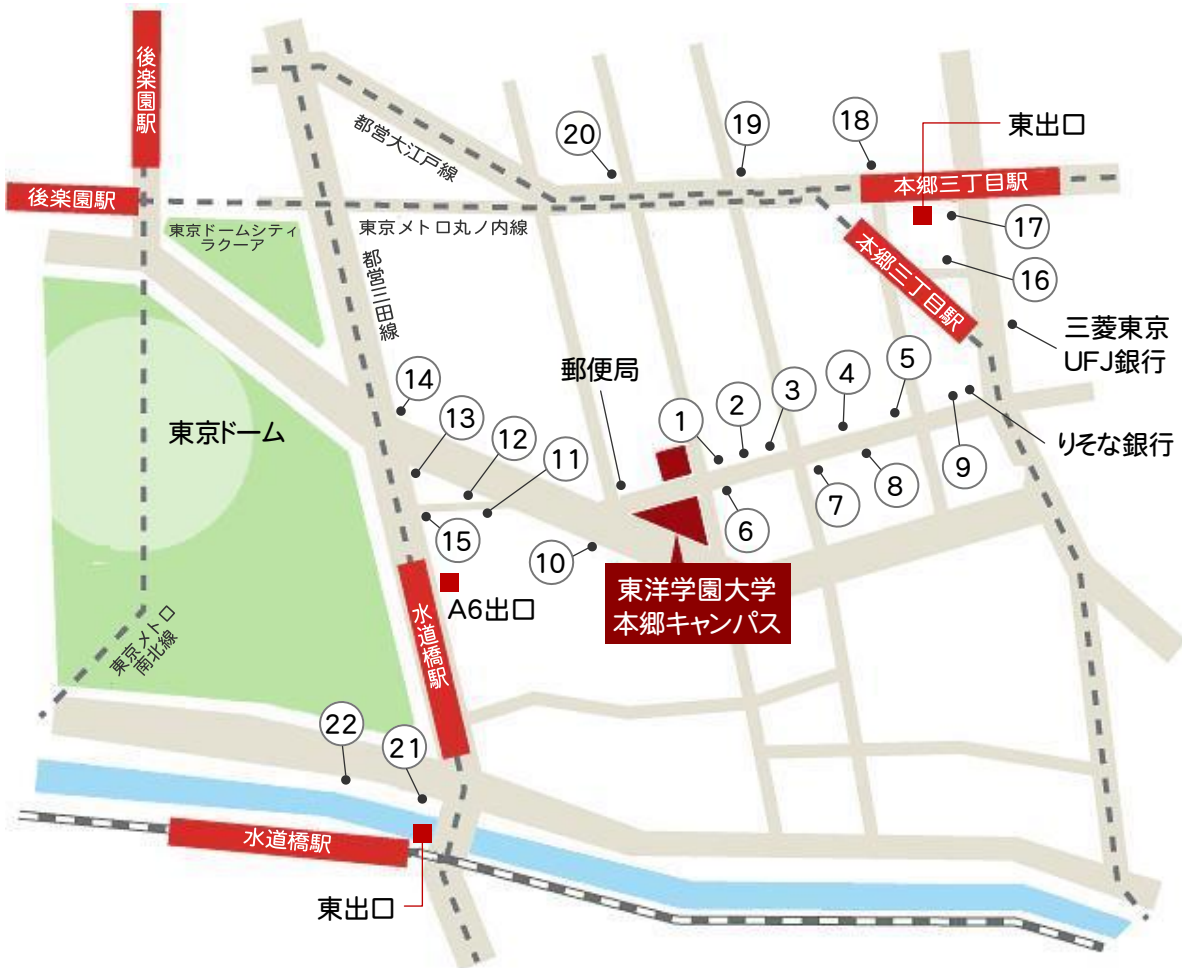 後楽園駅
後楽園駅
都営大江戸線
20
19
18
東出口
本郷三丁目駅
東京ドームシティ
ラクーア
東京メトロ丸ノ内線
17
都営三田線
本郷三丁目駅
16
三菱東京
UFJ銀行
14
郵便局
5
4
3
2
1
13
12
11
東京ドーム
りそな銀行
9
8
7
6
15
10
A6出口
東洋学園大学
本郷キャンパス
水道橋駅
東京メトロ
南北線
22
21
水道橋駅
東出口